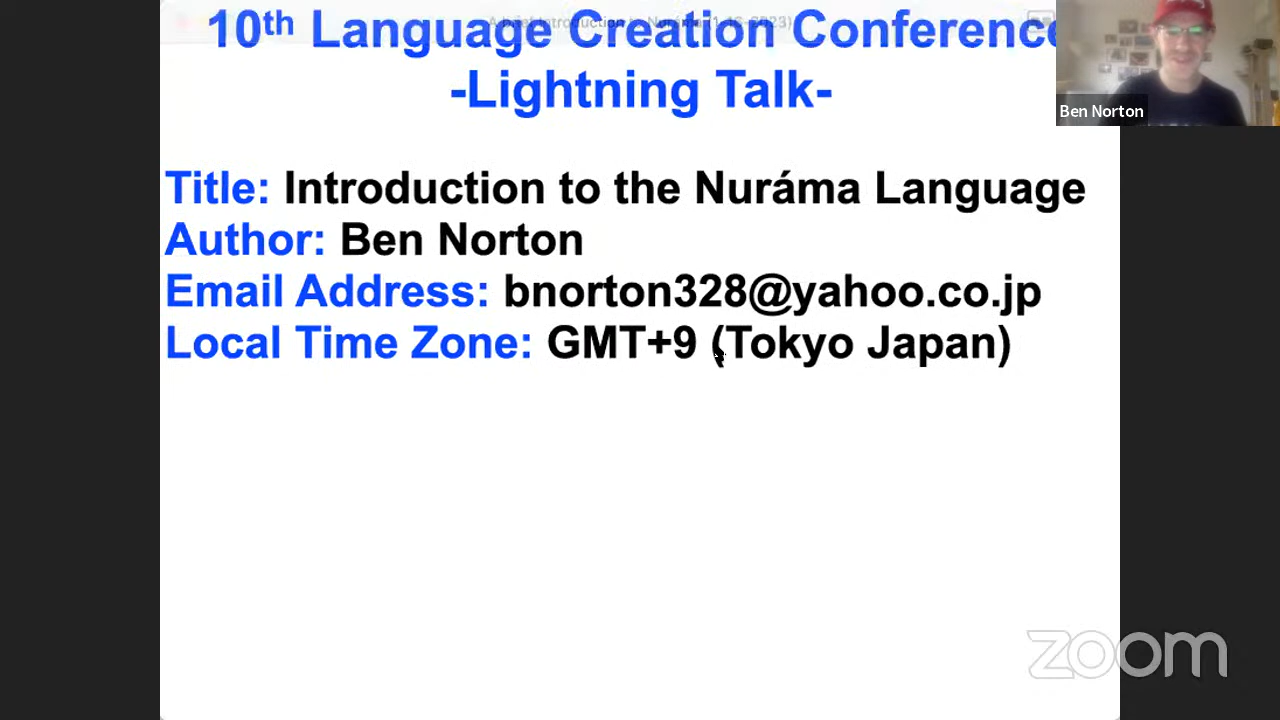 10th Language Creation Conference
-Lightning Talk-
Ben Norton
Title: Introduction to the Nuráma Language
Author: Ben Norton
Email Address: bnorton328@yahoo.co.jp
Local Time Zone: GMT+9 (Tokyo Japan)
zoom